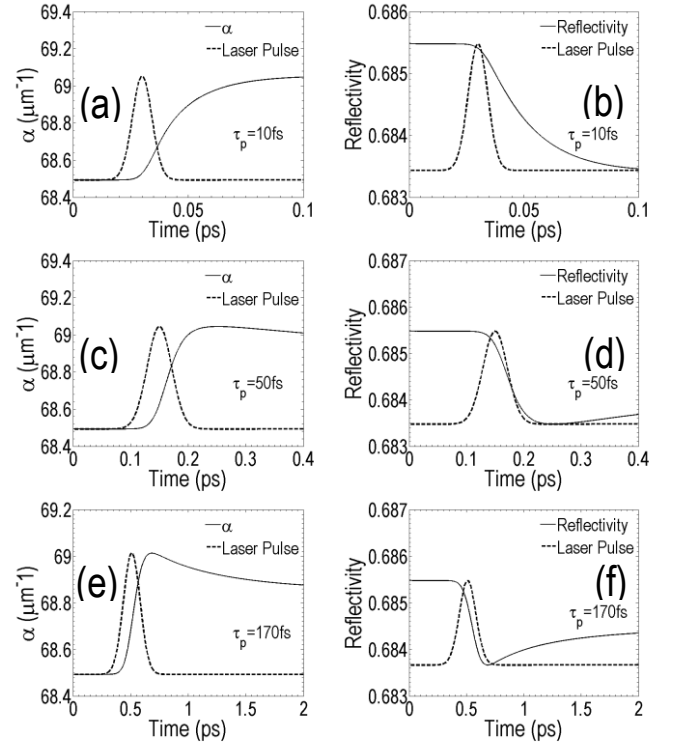 69.4
69.2
69
68.8
68.6
68.4
α (μm⁻¹)
(a)
α
Laser Pulse
τp=10fs
0
0.05
0.1
Time (ps)
0.686
0.685
0.684
0.683
Reflectivity
(b)
Reflectivity
Laser Pulse
τp=10fs
0
0.05
0.1
Time (ps)
69.4
69.2
69
68.8
68.6
68.4
α (μm⁻¹)
(c)
α
Laser Pulse
τp=50fs
0
0.1
0.2
0.3
0.4
Time (ps)
0.687
0.686
0.685
0.684
0.683
Reflectivity
(d)
Reflectivity
Laser Pulse
τp=50fs
0
0.1
0.2
0.3
0.4
Time (ps)
69.2
69
68.8
68.6
68.4
α (μm⁻¹)
(e)
α
Laser Pulse
τp=170fs
0
0.5
1
1.5
2
Time (ps)
0.687
0.686
0.685
0.684
0.683
Reflectivity
(f)
Reflectivity
Laser Pulse
τp=170fs
0
0.5
1
1.5
2
Time (ps)